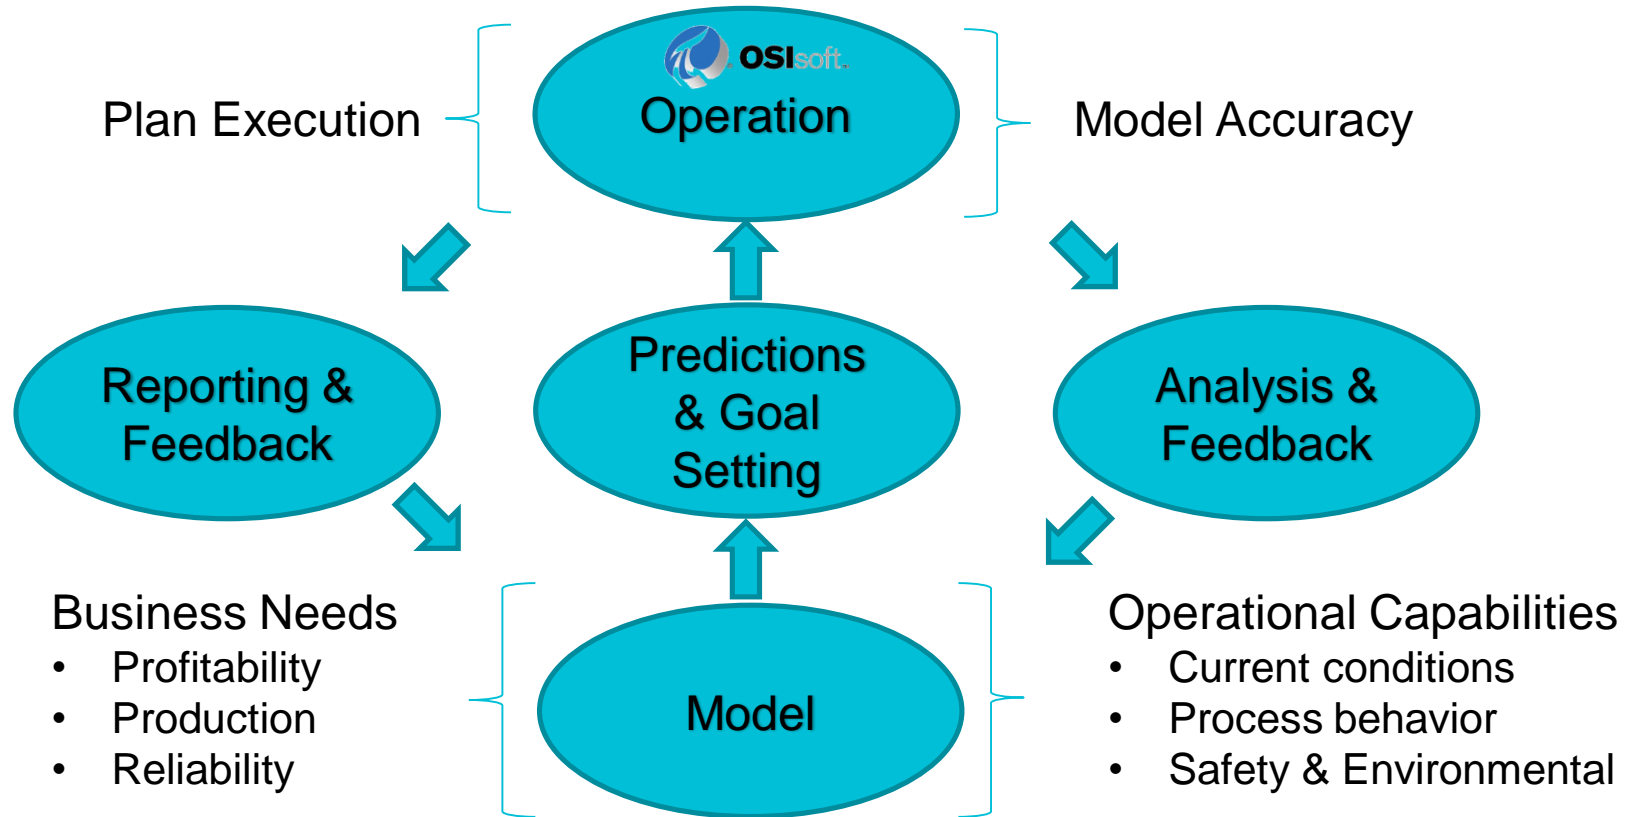 OSIsoft.
Plan Execution
Operation
Model Accuracy
Reporting &
Feedback
Predictions
& Goal
Setting
Analysis &
Feedback
Business Needs
• Profitability
• Production
• Reliability
Model
Operational Capabilities
• Current conditions
• Process behavior
• Safety & Environmental